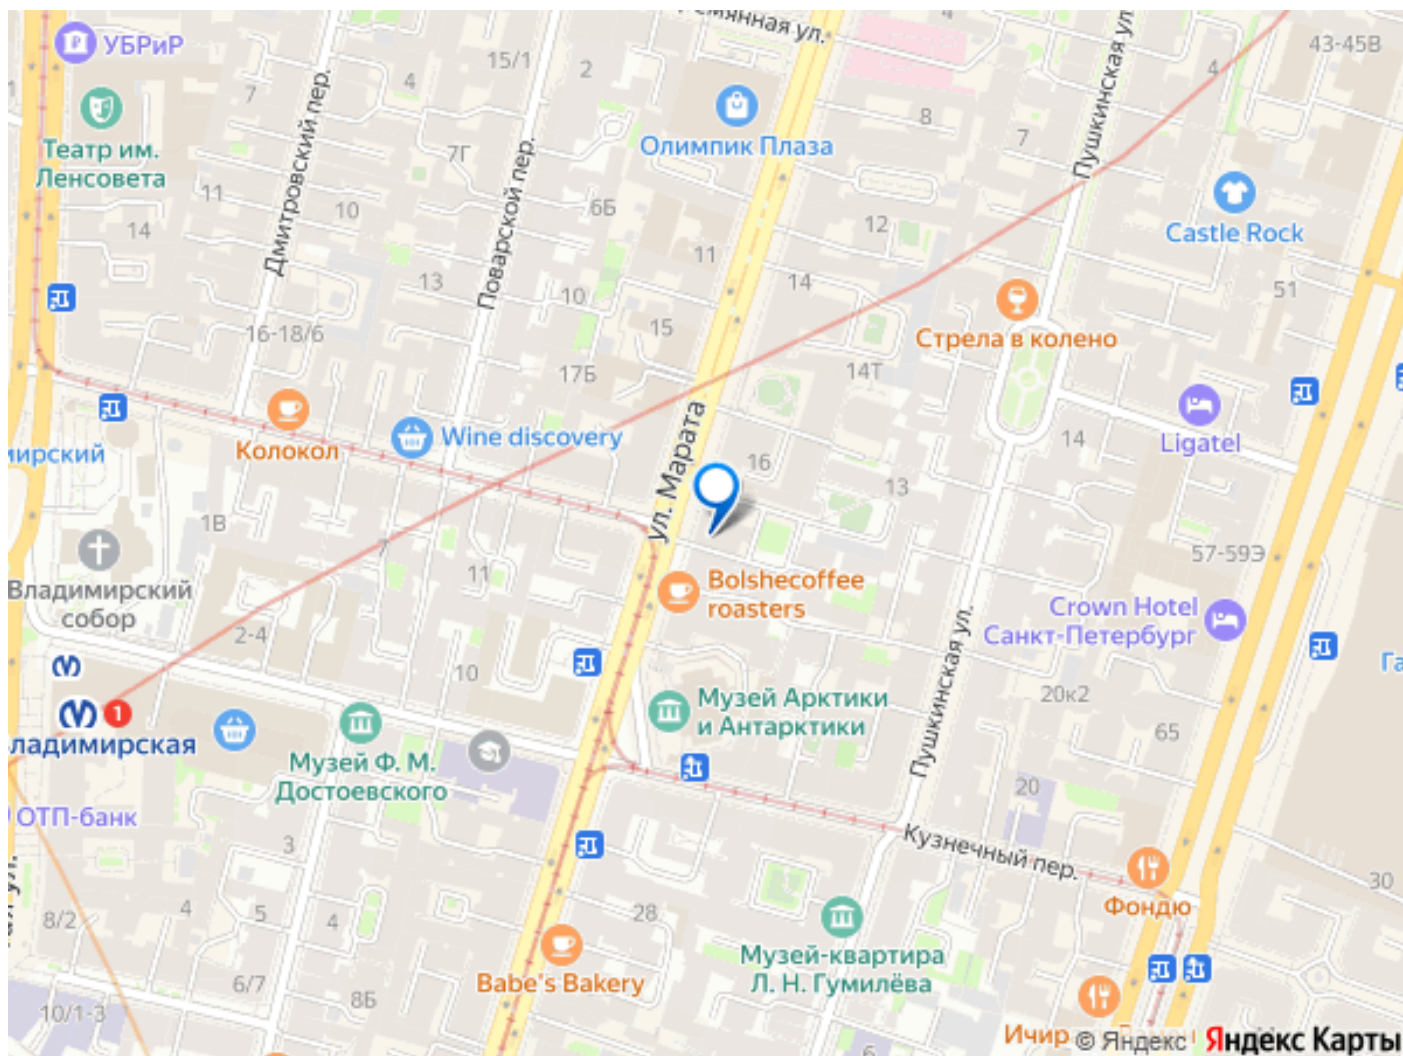 УБРиР
Театр им.
Ленсовета
Дмитровский пер.
Поварской пер.
15/1
2
4
7
7Г
11
10
14
13
6Б
10
16-18/6
15
17Б
11
Олимпик Плаза
4
8
7
12
14
14Т
Пушкинская ул.
4
43-45В
Castle Rock
51
Стрела в колено
Ligatel
14
Колокол
Wine discovery
ул. Марата
16
13
1В
7
11
57-59Э
Владимирский
собор
2-4
10
Bolshecoffee
roasters
Crown Hotel
Санкт-Петербург
20к2
65
Пушкинская ул.
Музей Арктики
и Антарктики
1
Музей Ф. М.
Достоевского
ОТП-банк
3
20
Кузнечный пер.
30
Фондю
8/2
4
5
4
28
6/7
8Б
10/1-3
Babe's Bakery
Музей-квартира
Л. Н. Гумилёва
6
Ичир
© Яндекс
Яндекс Карты